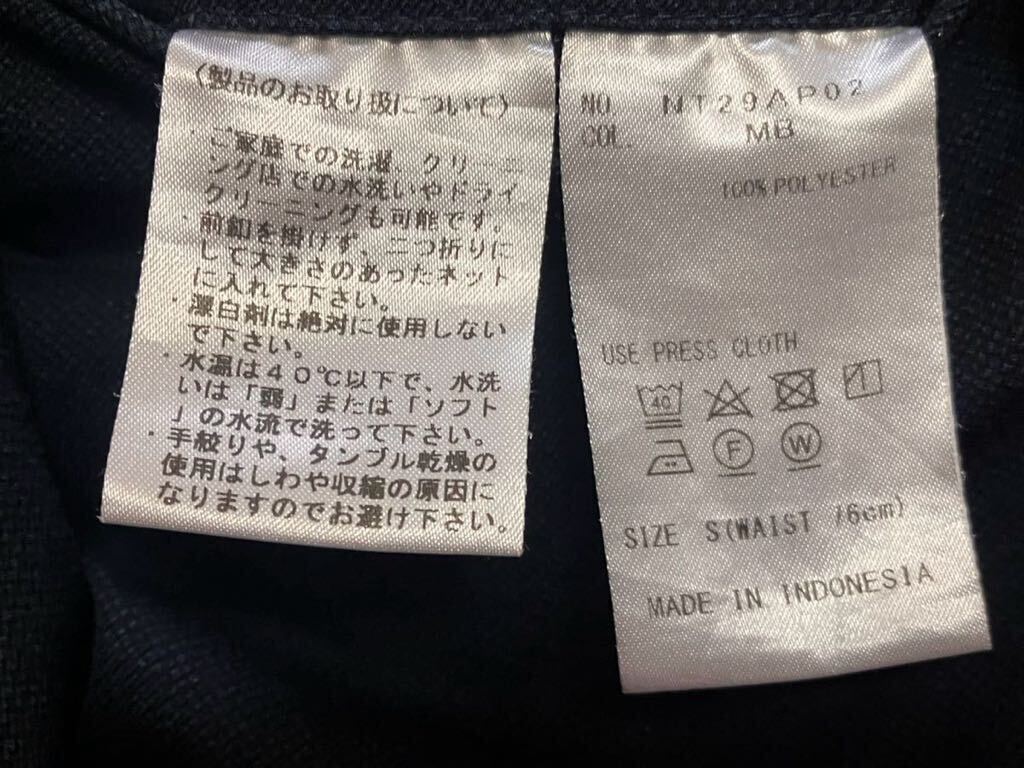 （製品のお取り扱について）
・ご家庭での洗濯、クリーニ
ング店での水洗いやドライ
クリーニングも可能です。
・前釦を掛けず、二つ折りに
して大きさのあったネット
に入れて下さい。
・漂白剤は絶対に使用しない
で下さい。
・水温は４０℃以下で、水洗
いは「弱」または「ソフト
」の水流で洗って下さい。
・手絞りや、タンブル乾燥の
使用はしわや収縮の原因に
なりますのでお避け下さい。
NO. NT29AP02
COL. MB
100% POLYESTER
USE PRESS CLOTH
40
F W
SIZE S(WAIST 76cm)
MADE IN INDONESIA